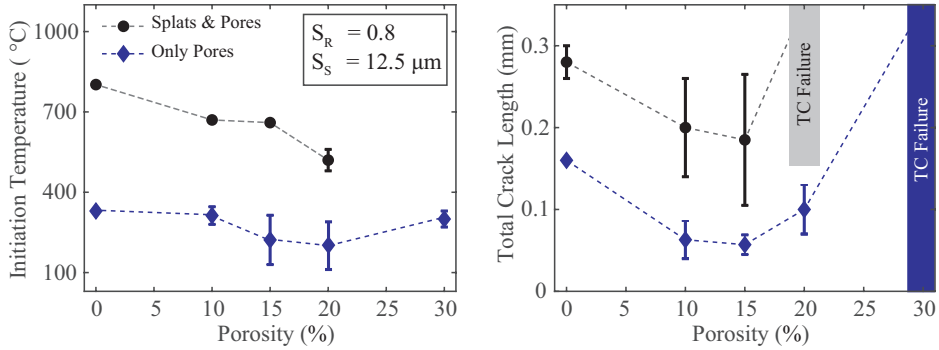 Splats & Pores
Only Pores
S_R = 0.8
S_S = 12.5 μm
Initiation Temperature ( °C)
1000
700
400
100
0 5 10 15 20 25 30
Porosity (%)
Total Crack Length (mm)
0.3
0.2
0.1
0
TC Failure
TC Failure
0 5 10 15 20 25 30
Porosity (%)